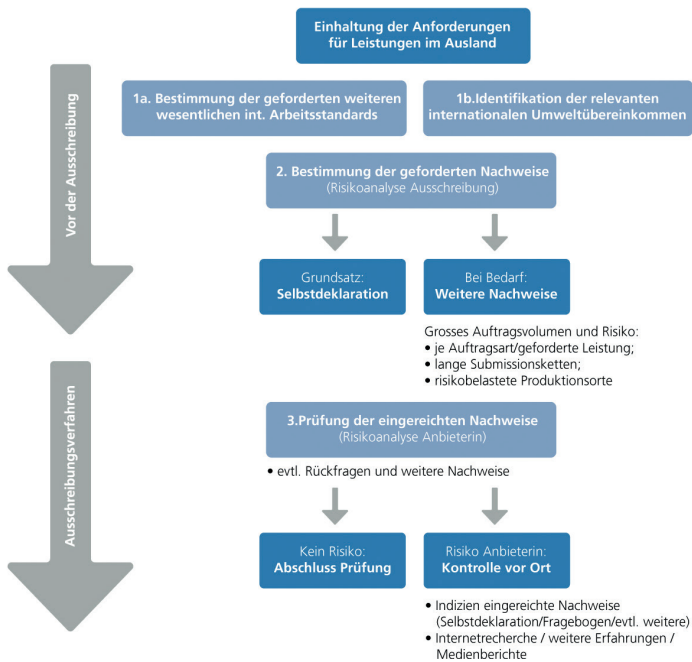 Einhaltung der Anforderungen
für Leistungen im Ausland
Vor der Ausschreibung
1a. Bestimmung der geforderten weiteren
wesentlichen int. Arbeitsstandards
1b.Identifikation der relevanten
internationalen Umweltübereinkommen
2. Bestimmung der geforderten Nachweise
(Risikoanalyse Ausschreibung)
Grundsatz:
Selbstdeklaration
Bei Bedarf:
Weitere Nachweise
Grosses Auftragsvolumen und Risiko:
• je Auftragsart/geforderte Leistung;
• lange Submissionsketten;
• risikobelastete Produktionsorte
Ausschreibungsverfahren
3.Prüfung der eingereichten Nachweise
(Risikoanalyse Anbieterin)
• evtl. Rückfragen und weitere Nachweise
Kein Risiko:
Abschluss Prüfung
Risiko Anbieterin:
Kontrolle vor Ort
• Indizien eingereichte Nachweise
(Selbstdeklaration/Fragebogen/evtl. weitere)
• Internetrecherche / weitere Erfahrungen /
Medienberichte